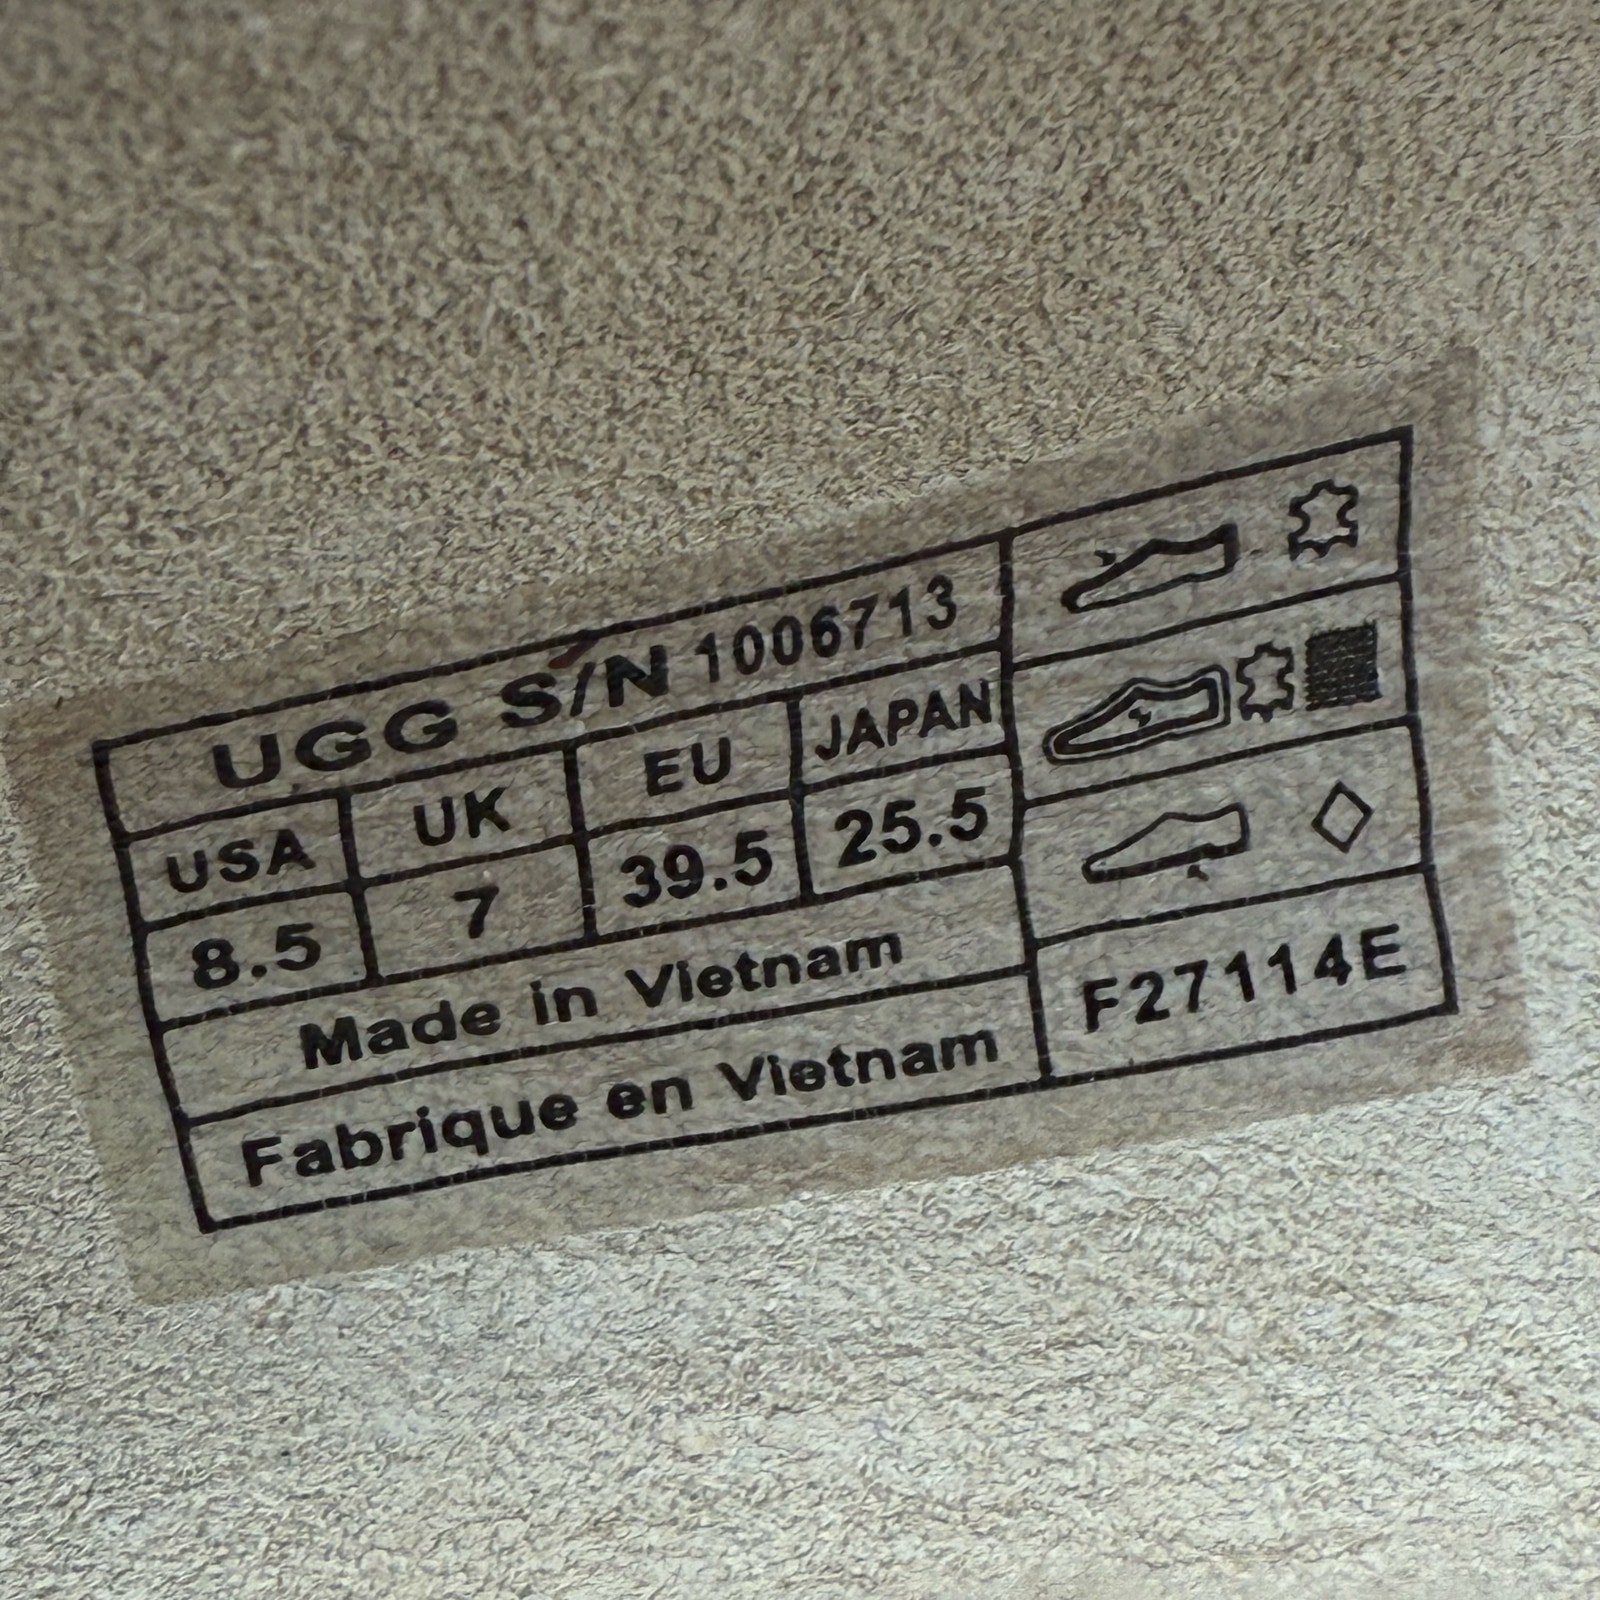 UGG S/N 1006713
USA UK EU JAPAN
8.5 7 39.5 25.5
Made in Vietnam
Fabrique en Vietnam
F27114E